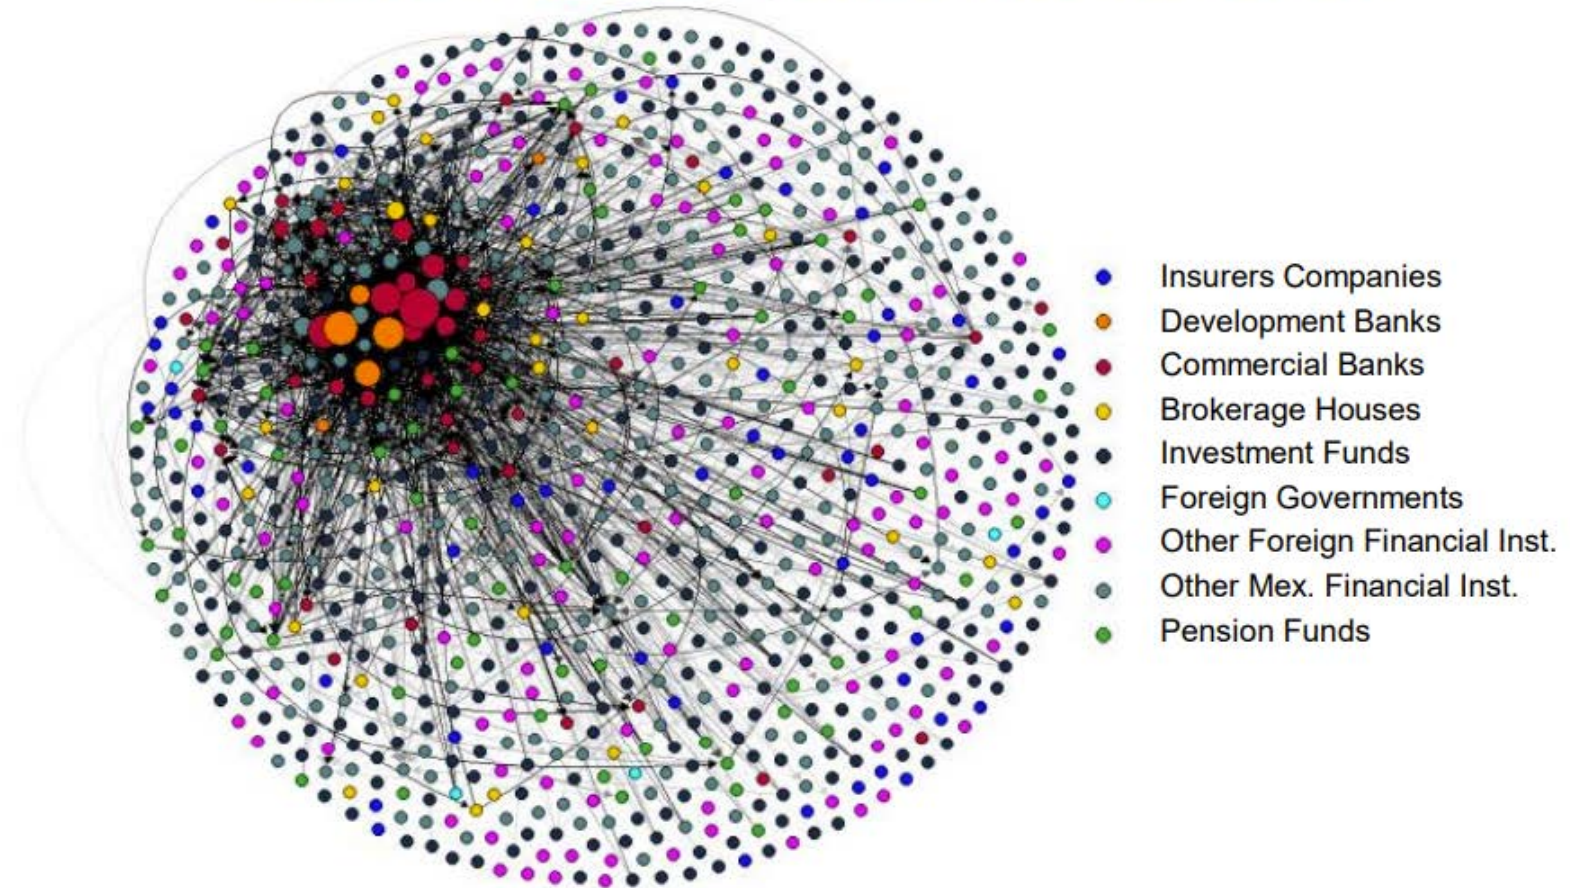 Insurers Companies
Development Banks
Commercial Banks
Brokerage Houses
Investment Funds
Foreign Governments
Other Foreign Financial Inst.
Other Mex. Financial Inst.
Pension Funds